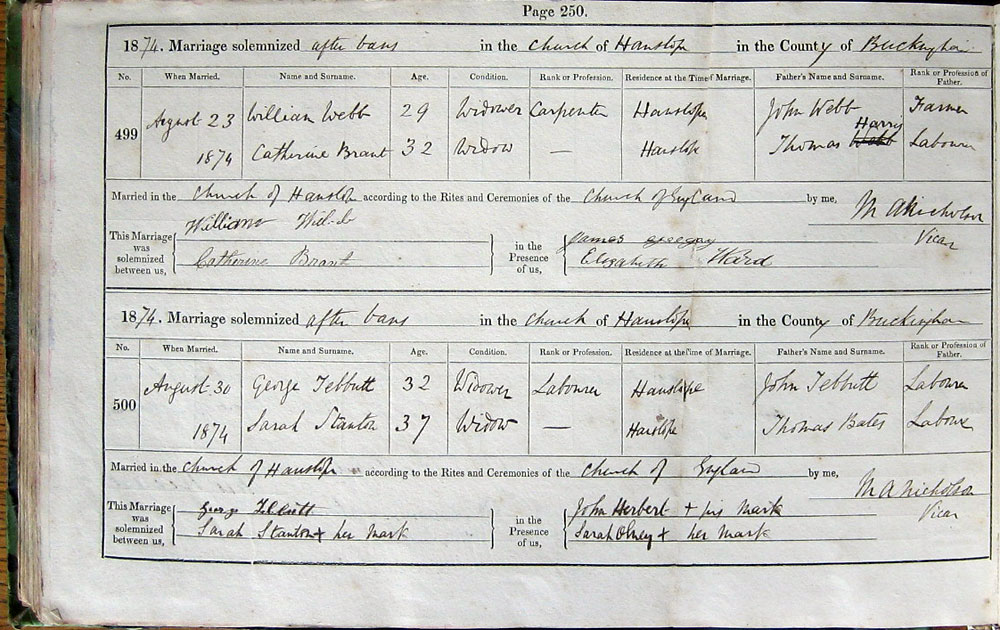 Page 250.
1874. Marriage solemnized after bans in the Church of Hanslope in the County of Buckingham
No. When Married. Name and Surname. Age. Condition. Rank or Profession. Residence at the Time of Marriage. Father's Name and Surname. Rank or Profession of Father.
August 23 William Webb 29 Widower Carpenter Hanslope John Webb Farmer
Harris
499 1874 Catherine Brant 32 Widow — Hanslope Thomas Webb Labourer
Married in the Church of Hanslope according to the Rites and Ceremonies of the Church of England by me, M A Nicholson
Vicar
This Marriage was solemnized between us, William Webb
Catherine Brant
in the Presence of us, James
Elizabeth Ward
1874. Marriage solemnized after bans in the Church of Hanslope in the County of Buckingham
No. When Married. Name and Surname. Age. Condition. Rank or Profession. Residence at the Time of Marriage. Father's Name and Surname. Rank or Profession of Father.
August 30 George Tebbutt 32 Widower Labourer Hanslope John Tebbutt Labourer
500 1874 Sarah Stanton 37 Widow — Hanslope Thomas Bates Labourer
Married in the Church of Hanslope according to the Rites and Ceremonies of the Church of England by me, M A Nicholson
Vicar
This Marriage was solemnized between us, George Tebbutt
Sarah Stanton + her mark
in the Presence of us, John Herbert + his mark
Sarah Olney + her mark